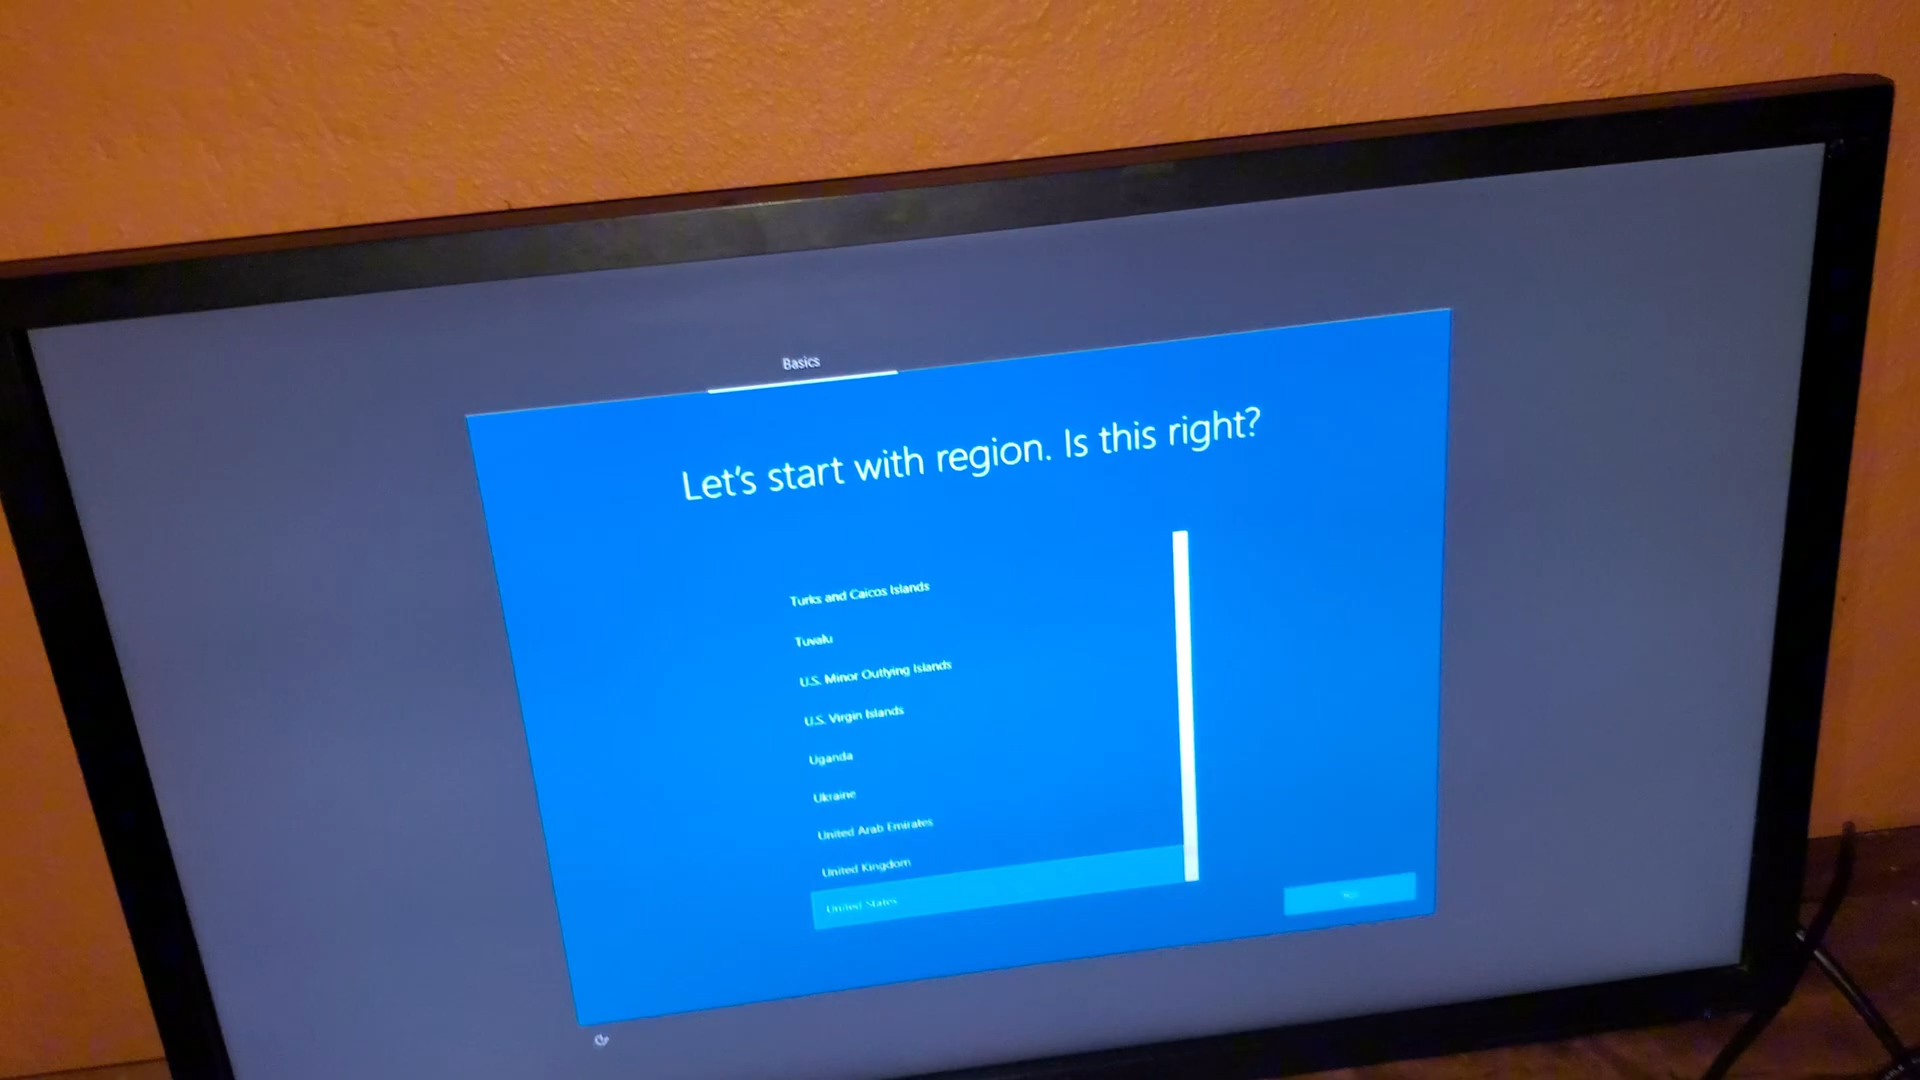 Basics
Let's start with region. Is this right?
Turks and Caicos Islands
Tuvalu
U.S. Minor Outlying Islands
U.S. Virgin Islands
Uganda
Ukraine
United Arab Emirates
United Kingdom
United States
Yes